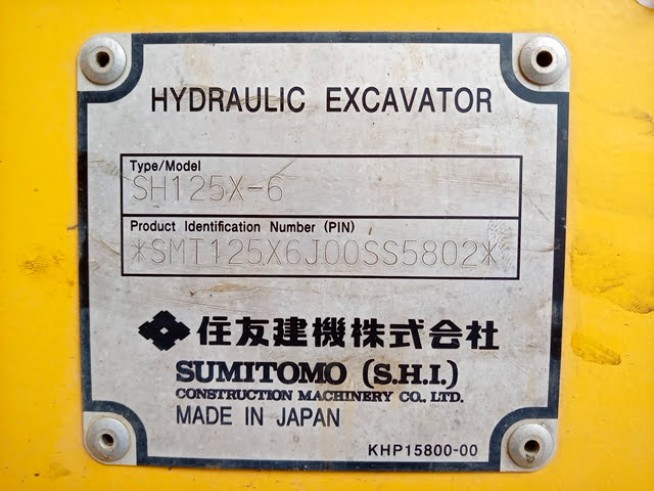 HYDRAULIC EXCAVATOR
Type/Model
SH125X-6
Product Identification Number (PIN)
*SMT125X6J00SS5802*
住友建機株式会社
SUMITOMO (S.H.I.)
CONSTRUCTION MACHINERY CO., LTD.
MADE IN JAPAN
KHP15800-00